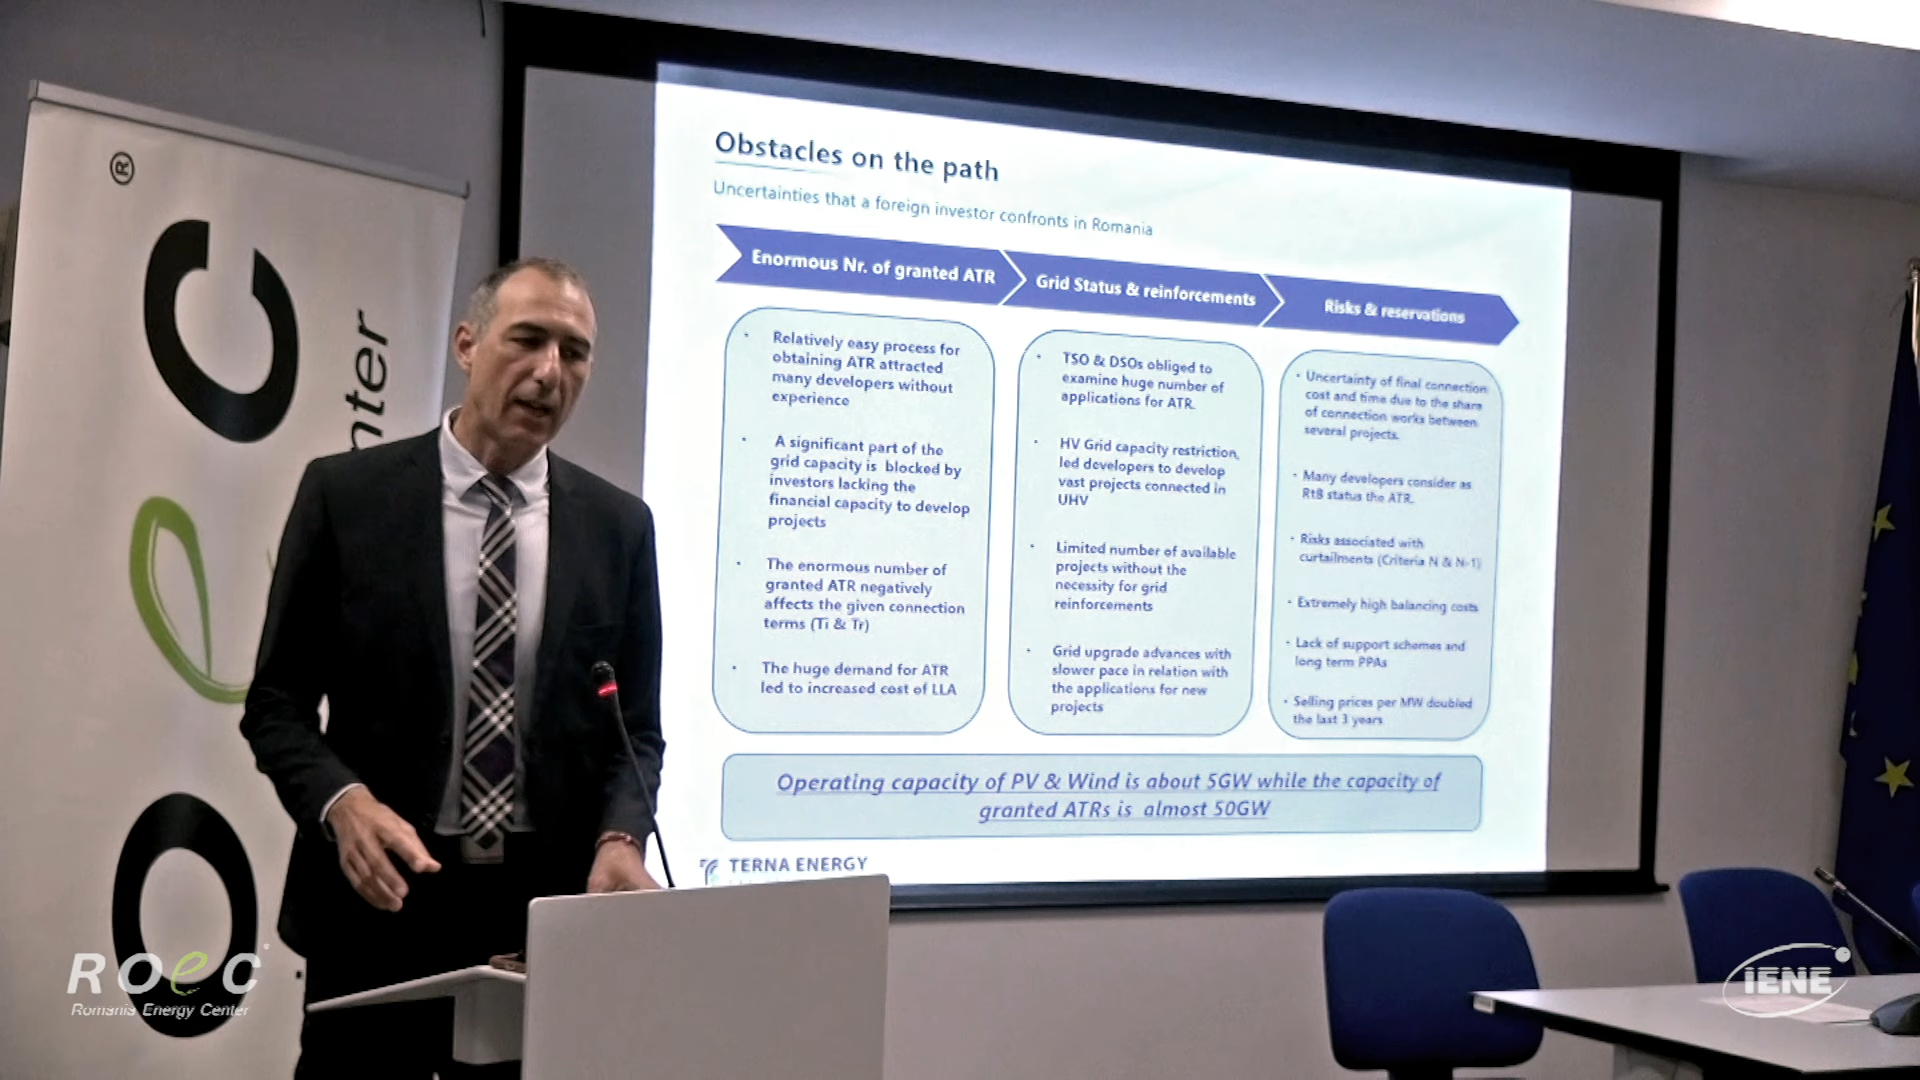 Obstacles on the path
Uncertainties that a foreign investor confronts in Romania
Enormous Nr. of granted ATR
Grid Status & reinforcements
Risks & reservations
• Relatively easy process for
obtaining ATR attracted
many developers without
experience
• A significant part of the
grid capacity is blocked by
investors lacking the
financial capacity to develop
projects
• The enormous number of
granted ATR negatively
affects the given connection
terms (Ti & Tr)
• The huge demand for ATR
led to increased cost of LLA
• TSO & DSOs obliged to
examine huge number of
applications for ATR.
• HV Grid capacity restriction,
led developers to develop
vast projects connected in
UHV
• Limited number of available
projects without the
necessity for grid
reinforcements
• Grid upgrade advances with
slower pace in relation with
the applications for new
projects
• Uncertainty of final connection
cost and time due to the share
of connection works between
several projects.
• Many developers consider as
RtB status the ATR.
• Risks associated with
curtailments (Criteria N & N-1)
• Extremely high balancing costs
• Lack of support schemes and
long term PPAs
• Selling prices per MW doubled
the last 3 years
Operating capacity of PV & Wind is about 5GW while the capacity of
granted ATRs is almost 50GW
TERNA ENERGY
O e C ®
nter
ROeC
Romania Energy Center
IENE